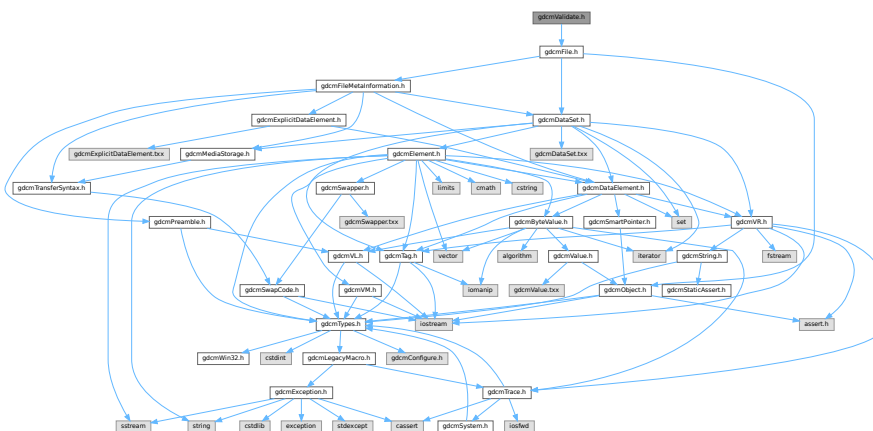 gdcmValidate.h
gdcmFile.h
gdcmFileMetaInformation.h
gdcmExplicitDataElement.h
gdcmDataSet.h
gdcmExplicitDataElement.txx
gdcmMediaStorage.h
gdcmElement.h
gdcmDataSet.txx
gdcmTransferSyntax.h
gdcmSwapper.h
limits
cmath
cstring
gdcmDataElement.h
gdcmPreamble.h
gdcmSwapper.txx
gdcmByteValue.h
gdcmSmartPointer.h
set
gdcmVR.h
gdcmVL.h
gdcmTag.h
vector
algorithm
gdcmValue.h
iterator
gdcmString.h
fstream
gdcmSwapCode.h
gdcmVM.h
iomanip
gdcmValue.txx
gdcmObject.h
gdcmStaticAssert.h
gdcmTypes.h
iostream
assert.h
gdcmWin32.h
cstdint
gdcmLegacyMacro.h
gdcmConfigure.h
gdcmException.h
gdcmTrace.h
sstream
string
cstdlib
exception
stdexcept
cassert
gdcmSystem.h
iosfwd